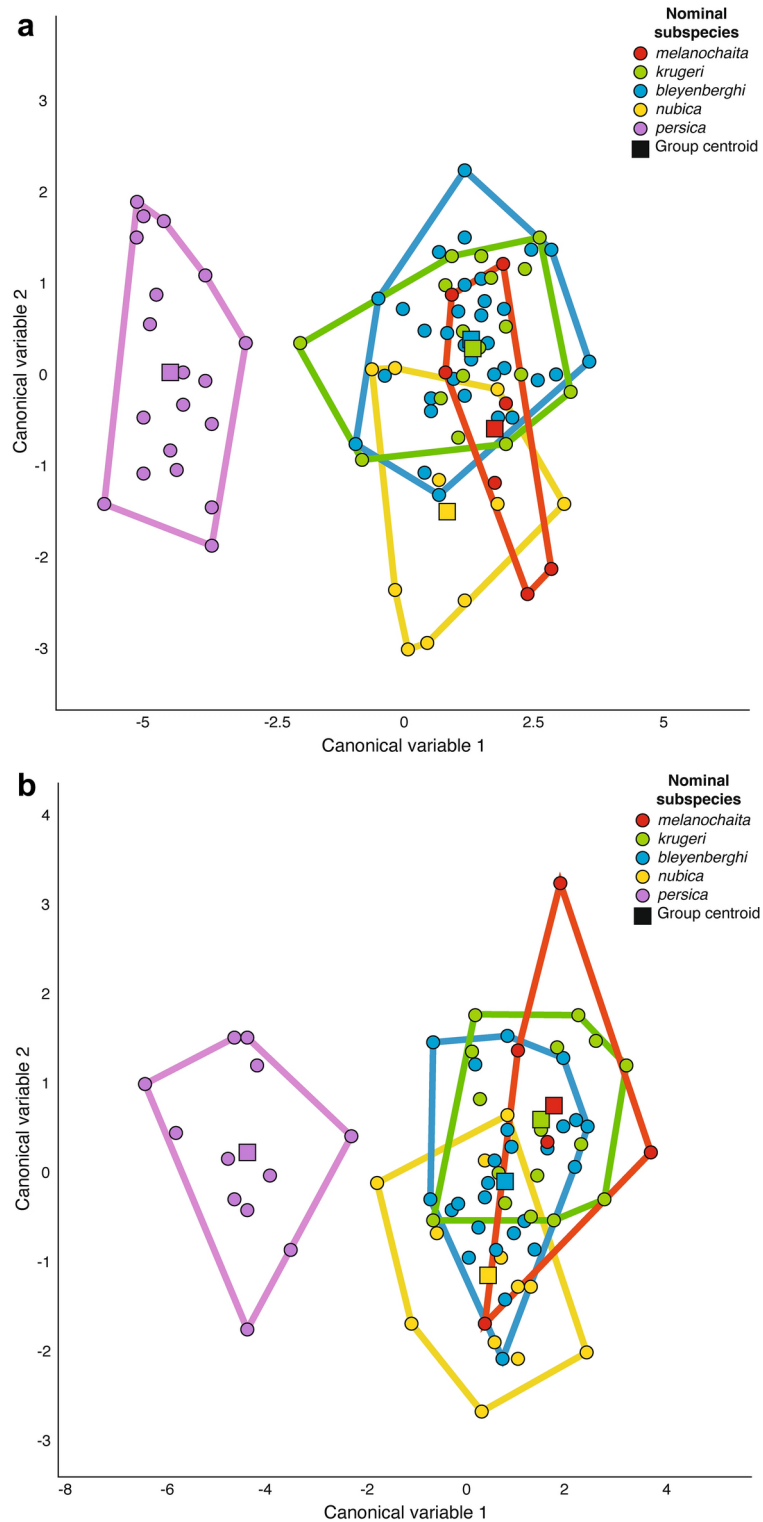 a
Nominal
subspecies
melanochaita
krugeri
bleyenberghi
nubica
persica
Group centroid
Canonical variable 2
3
2
1
0
-1
-2
-3
-5
-2.5
0
2.5
5
Canonical variable 1
b
Nominal
subspecies
melanochaita
krugeri
bleyenberghi
nubica
persica
Group centroid
Canonical variable 2
4
3
2
1
0
-1
-2
-3
-8
-6
-4
-2
0
2
4
Canonical variable 1